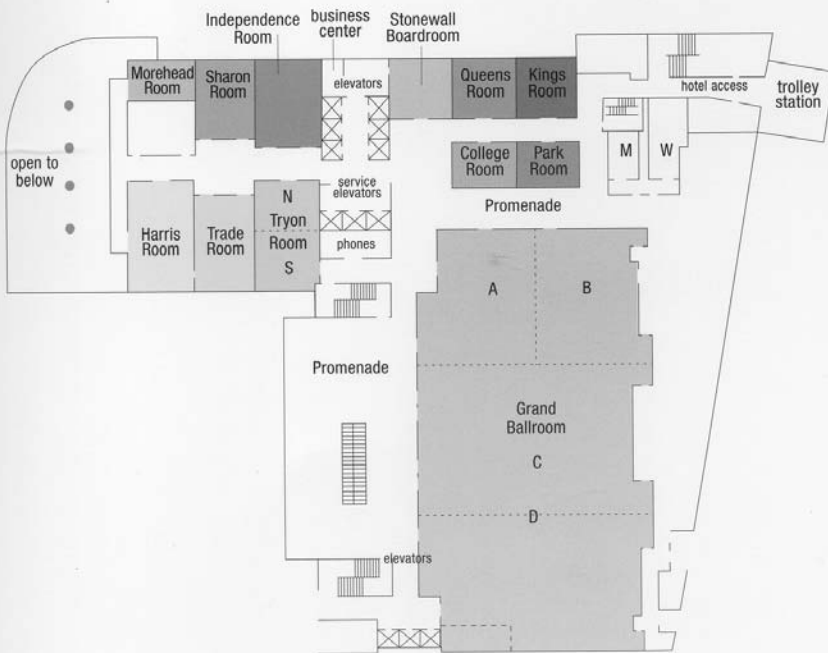 Independence
Room
business
center
Stonewall
Boardroom
Morehead
Room
Sharon
Room
elevators
Queens
Room
Kings
Room
hotel access
trolley
station
open to
below
College
Room
Park
Room
M
W
service
elevators
Promenade
Harris
Room
Trade
Room
N
Tryon
Room
S
phones
A
B
Promenade
Grand
Ballroom
C
D
elevators